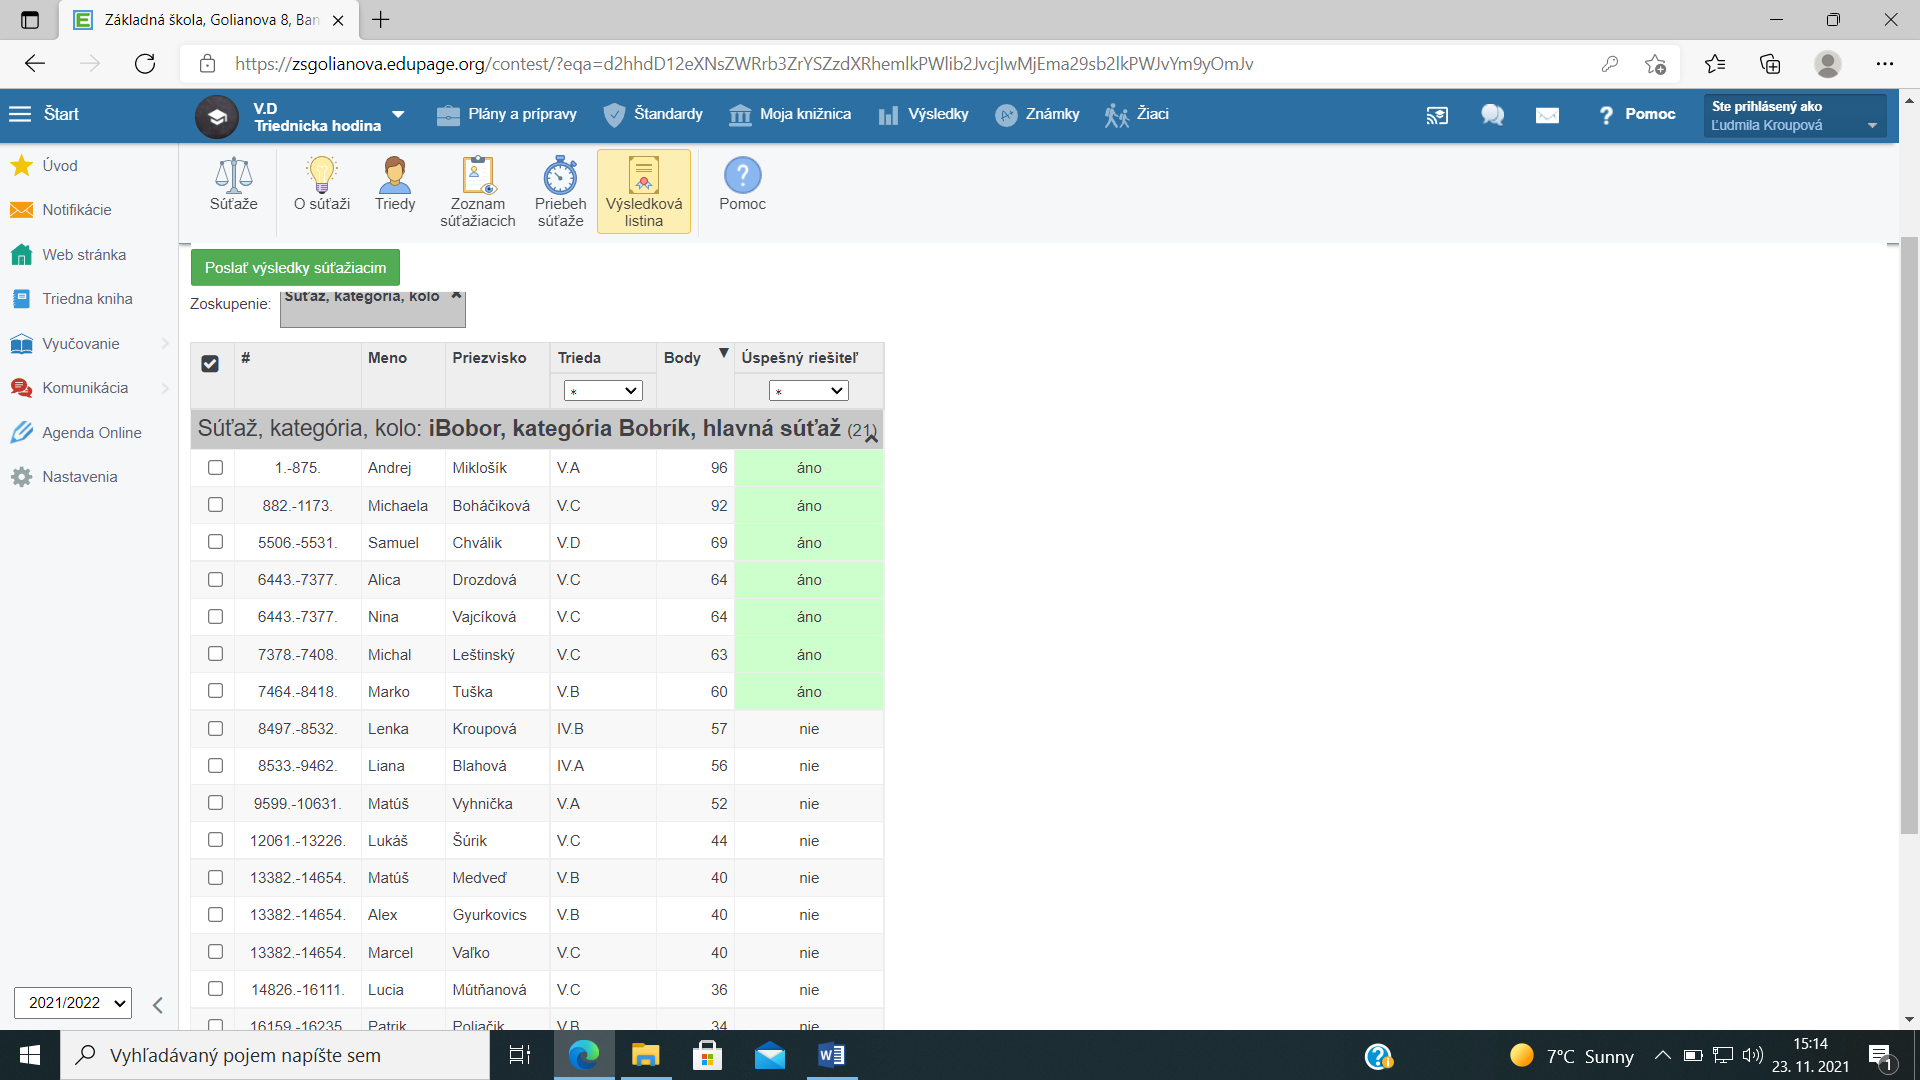 Základná škola, Golianova 8, Ban
https://zsgolianova.edupage.org/contest/?eqa=d2hhdD12eXNsZWRrb3ZrYSZzdXRhemlkPWlib2JvcjIwMjEma29sb2lkPWJvYm9yOmJv
Štart
V.D
Triednicka hodina
Plány a prípravy
Štandardy
Moja knižnica
Výsledky
Známky
Žiaci
Pomoc
Ste prihlásený ako
Ľudmila Kroupová
Úvod
Notifikácie
Web stránka
Triedna kniha
Vyučovanie
Komunikácia
Agenda Online
Nastavenia
Súťaže
O súťaži
Triedy
Zoznam súťažiacich
Priebeh súťaže
Výsledková listina
Pomoc
Poslať výsledky súťažiacim
Zoskupenie: Súťaž, kategória, kolo
# Meno Priezvisko Trieda Body Úspešný riešiteľ
* *
Súťaž, kategória, kolo: iBobor, kategória Bobrík, hlavná súťaž (21)
1.-875. Andrej Miklošík V.A 96 áno
882.-1173. Michaela Boháčiková V.C 92 áno
5506.-5531. Samuel Chválik V.D 69 áno
6443.-7377. Alica Drozdová V.C 64 áno
6443.-7377. Nina Vajcíková V.C 64 áno
7378.-7408. Michal Leštinský V.C 63 áno
7464.-8418. Marko Tuška V.B 60 áno
8497.-8532. Lenka Kroupová IV.B 57 nie
8533.-9462. Liana Blahová IV.A 56 nie
9599.-10631. Matúš Vyhnička V.A 52 nie
12061.-13226. Lukáš Šúrik V.C 44 nie
13382.-14654. Matúš Medveď V.B 40 nie
13382.-14654. Alex Gyurkovics V.B 40 nie
13382.-14654. Marcel Vaľko V.C 40 nie
14826.-16111. Lucia Mútňanová V.C 36 nie
16159.-16235. Patrik Poliačik V.B 34 nie
2021/2022
Vyhľadávaný pojem napíšte sem
7°C Sunny
15:14
23. 11. 2021
1